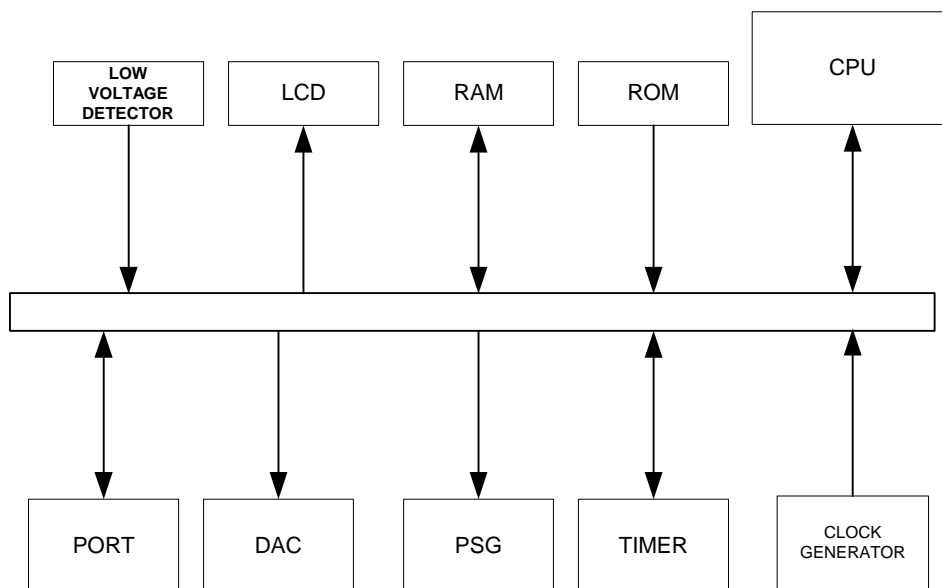 LOW
VOLTAGE
DETECTOR
LCD
RAM
ROM
CPU
PORT
DAC
PSG
TIMER
CLOCK
GENERATOR